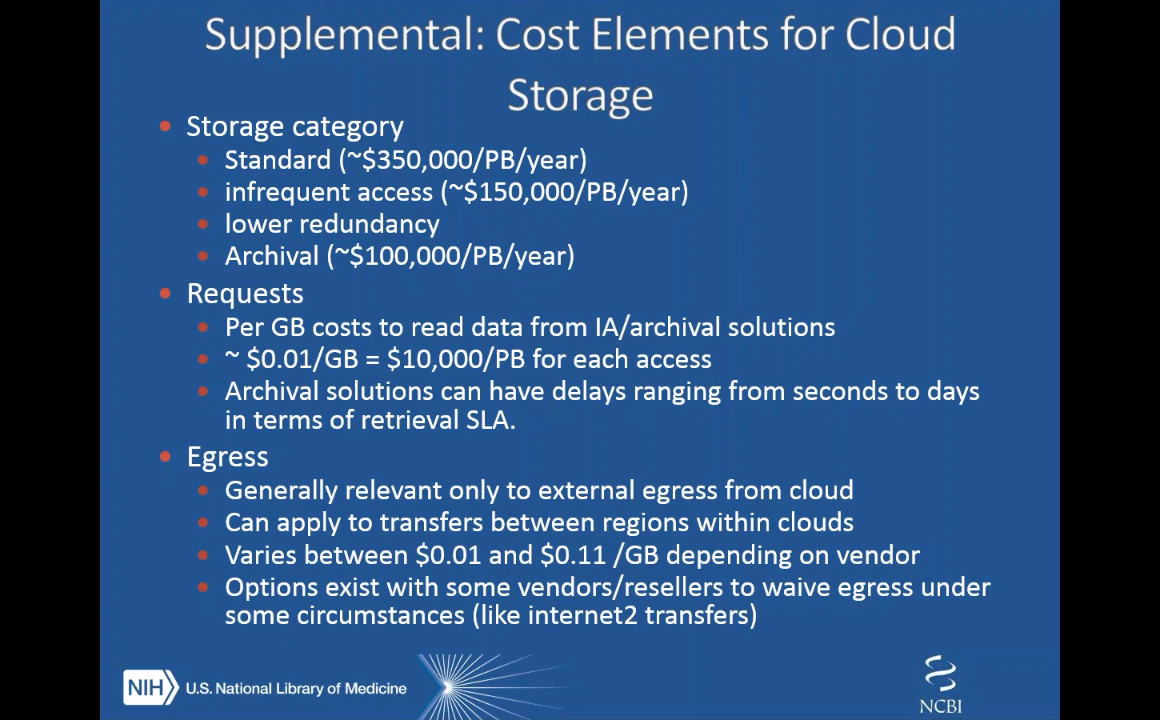 Supplemental: Cost Elements for Cloud
Storage
• Storage category
• Standard (~$350,000/PB/year)
• infrequent access (~$150,000/PB/year)
• lower redundancy
• Archival (~$100,000/PB/year)
• Requests
• Per GB costs to read data from IA/archival solutions
• ~ $0.01/GB = $10,000/PB for each access
• Archival solutions can have delays ranging from seconds to days
in terms of retrieval SLA.
• Egress
• Generally relevant only to external egress from cloud
• Can apply to transfers between regions within clouds
• Varies between $0.01 and $0.11 /GB depending on vendor
• Options exist with some vendors/resellers to waive egress under
some circumstances (like internet2 transfers)
NIH U.S. National Library of Medicine
NCBI